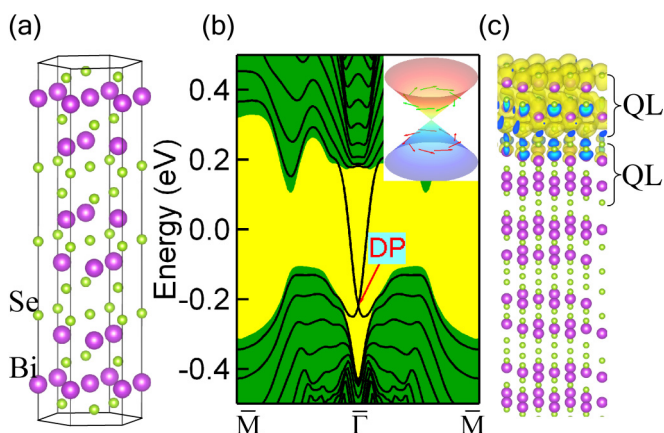 (a)
Se
Bi
(b)
Energy (eV)
0.4
0.2
0.0
-0.2
-0.4
DP
M̅
Γ̅
M̅
(c)
QL
QL